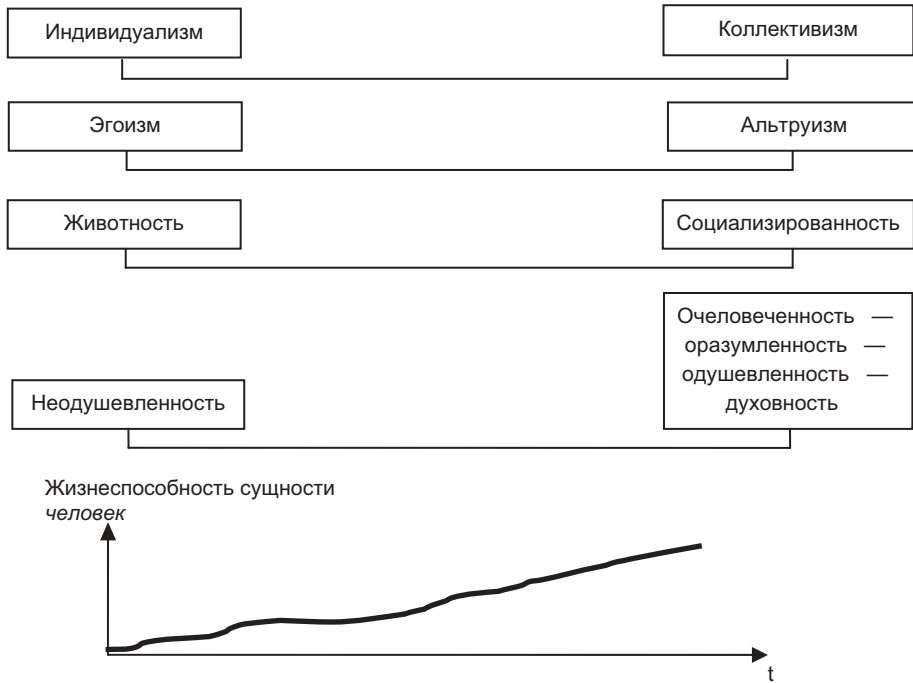 Индивидуализм
Коллективизм
Эгоизм
Альтруизм
Животность
Социализированность
Очеловеченность —
оразумленность —
одушевленность —
духовность
Неодушевленность
Жизнеспособность сущности
человек
t